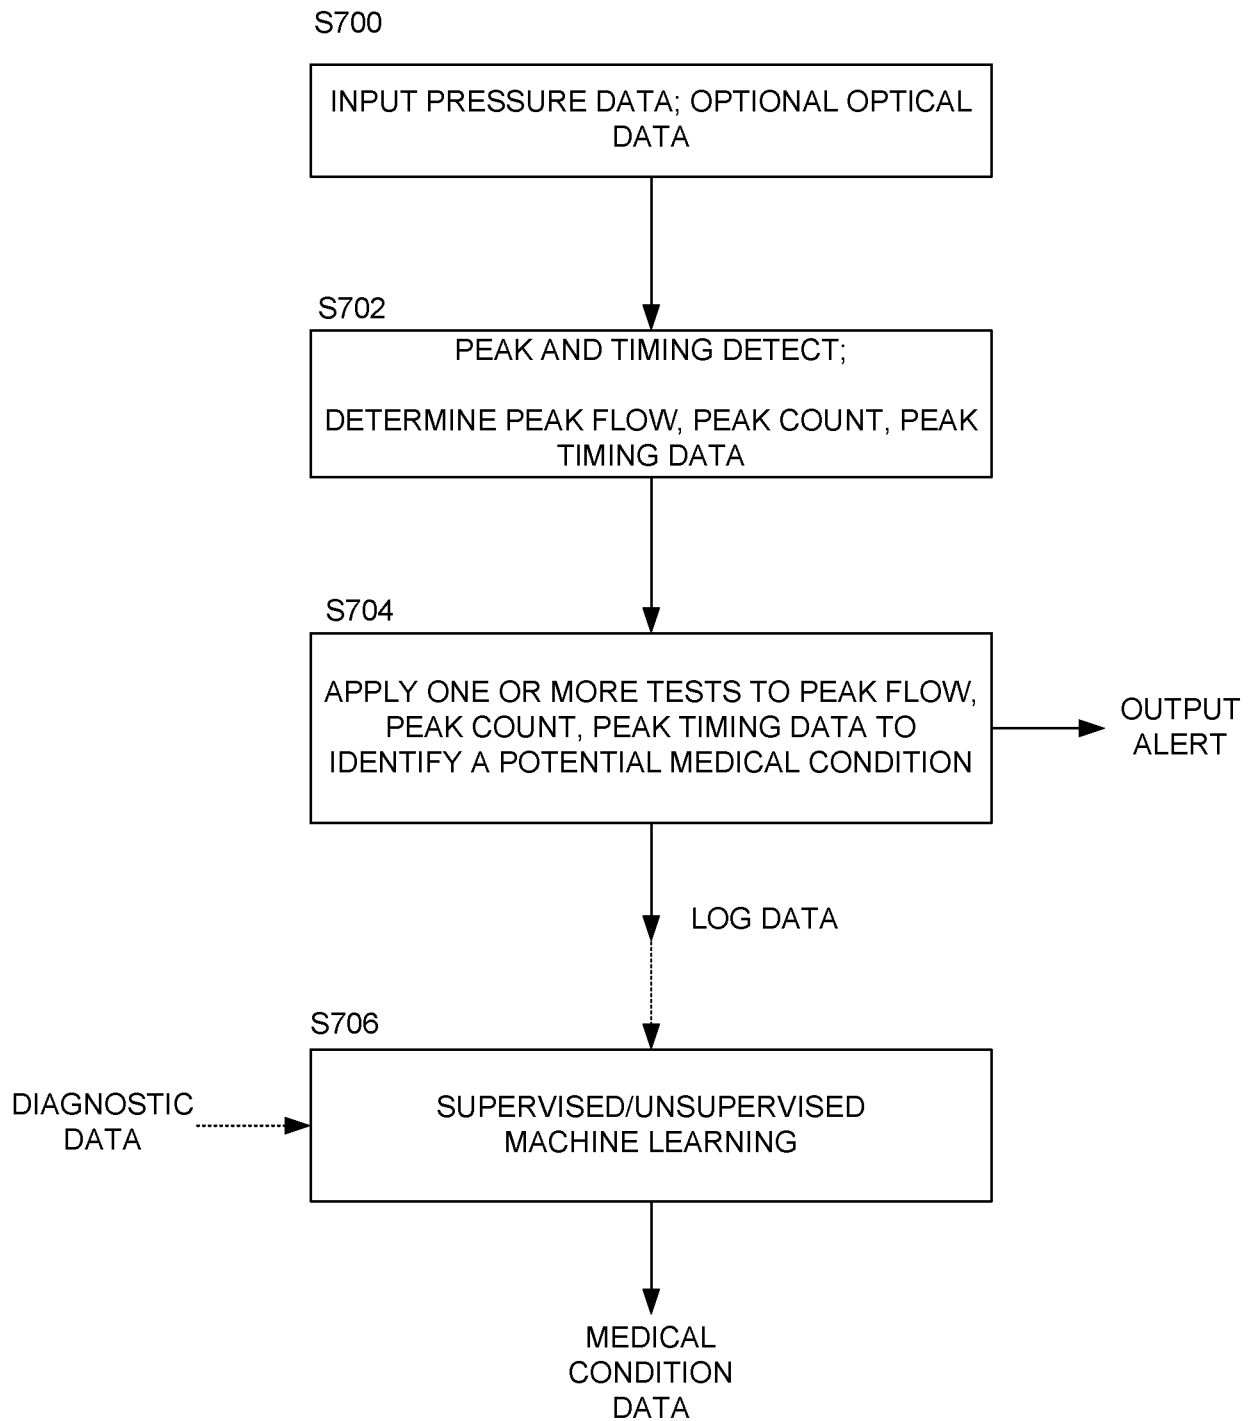 S700
INPUT PRESSURE DATA; OPTIONAL OPTICAL
DATA
S702
PEAK AND TIMING DETECT;
DETERMINE PEAK FLOW, PEAK COUNT, PEAK
TIMING DATA
S704
APPLY ONE OR MORE TESTS TO PEAK FLOW,
PEAK COUNT, PEAK TIMING DATA TO
IDENTIFY A POTENTIAL MEDICAL CONDITION
OUTPUT
ALERT
LOG DATA
S706
DIAGNOSTIC
DATA
SUPERVISED/UNSUPERVISED
MACHINE LEARNING
MEDICAL
CONDITION
DATA